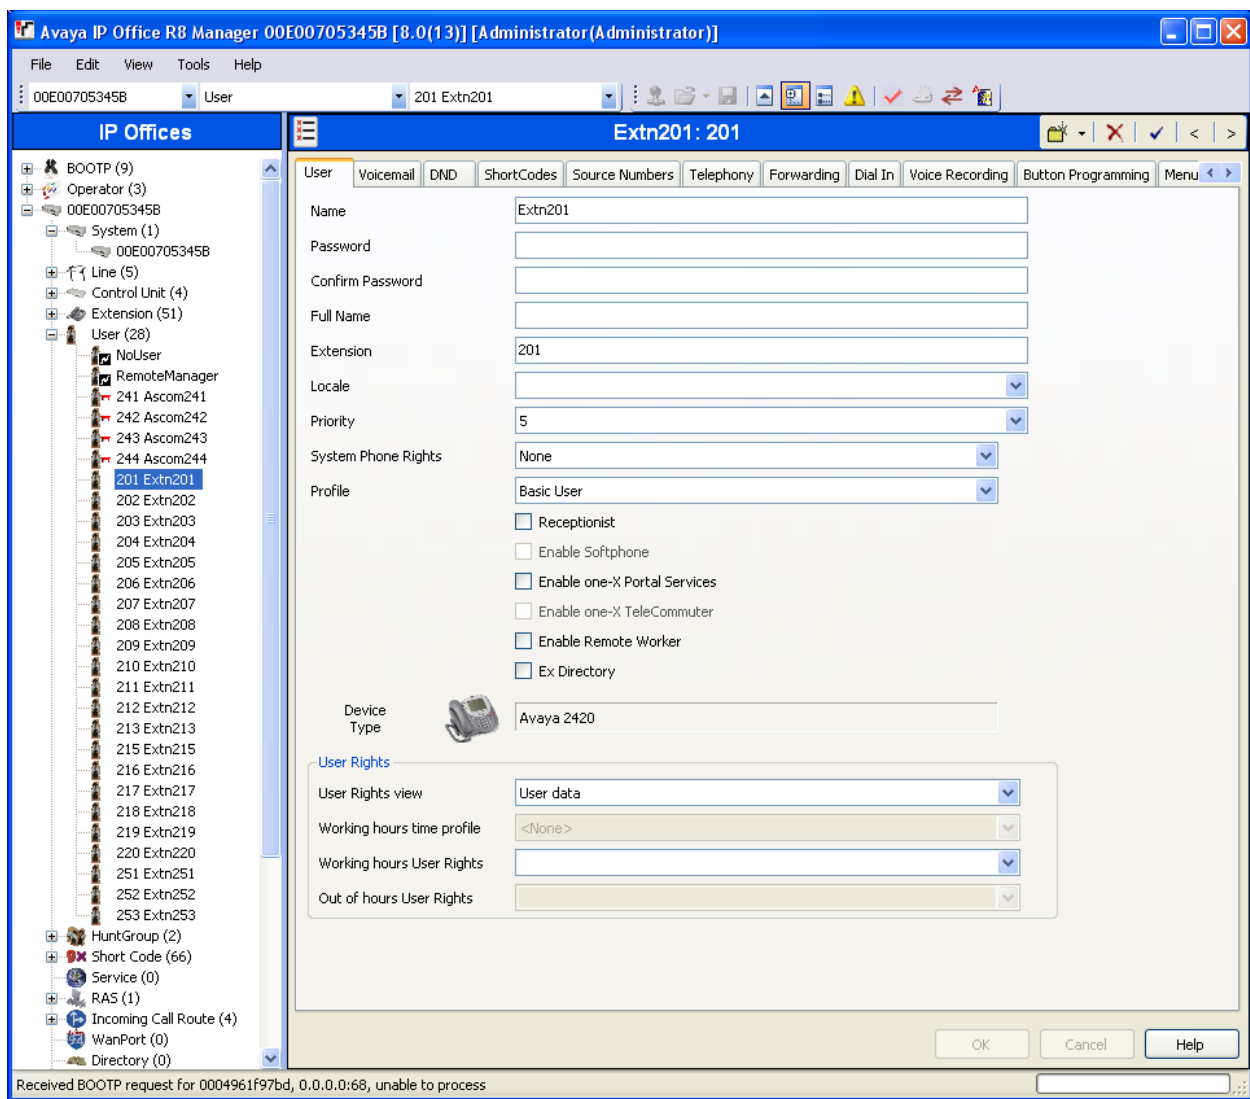 Avaya IP Office R8 Manager 00E00705345B [8.0(13)] [Administrator(Administrator)]
File Edit View Tools Help
00E00705345B User 201 Extn201
IP Offices
Extn201: 201
BOOTP (9)
Operator (3)
00E00705345B
System (1)
00E00705345B
Line (5)
Control Unit (4)
Extension (51)
User (28)
NoUser
RemoteManager
241 Ascom241
242 Ascom242
243 Ascom243
244 Ascom244
201 Extn201
202 Extn202
203 Extn203
204 Extn204
205 Extn205
206 Extn206
207 Extn207
208 Extn208
209 Extn209
210 Extn210
211 Extn211
212 Extn212
213 Extn213
215 Extn215
216 Extn216
217 Extn217
218 Extn218
219 Extn219
220 Extn220
251 Extn251
252 Extn252
253 Extn253
HuntGroup (2)
Short Code (66)
Service (0)
RAS (1)
Incoming Call Route (4)
WanPort (0)
Directory (0)
User Voicemail DND ShortCodes Source Numbers Telephony Forwarding Dial In Voice Recording Button Programming Menu
Name Extn201
Password
Confirm Password
Full Name
Extension 201
Locale
Priority 5
System Phone Rights None
Profile Basic User
Receptionist
Enable Softphone
Enable one-X Portal Services
Enable one-X TeleCommuter
Enable Remote Worker
Ex Directory
Device
Type Avaya 2420
User Rights
User Rights view User data
Working hours time profile <None>
Working hours User Rights
Out of hours User Rights
OK Cancel Help
Received BOOTP request for 0004961f97bd, 0.0.0.0:68, unable to process